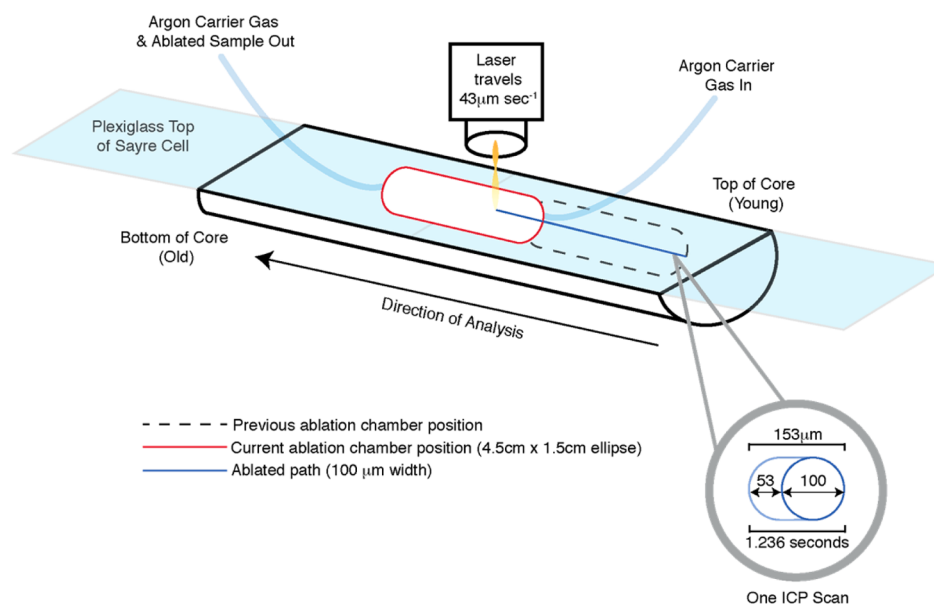 Argon Carrier Gas
& Ablated Sample Out
Laser
travels
43μm sec⁻¹
Argon Carrier
Gas In
Plexiglass Top
of Sayre Cell
Top of Core
(Young)
Bottom of Core
(Old)
Direction of Analysis
Previous ablation chamber position
Current ablation chamber position (4.5cm x 1.5cm ellipse)
Ablated path (100 μm width)
153μm
53
100
1.236 seconds
One ICP Scan